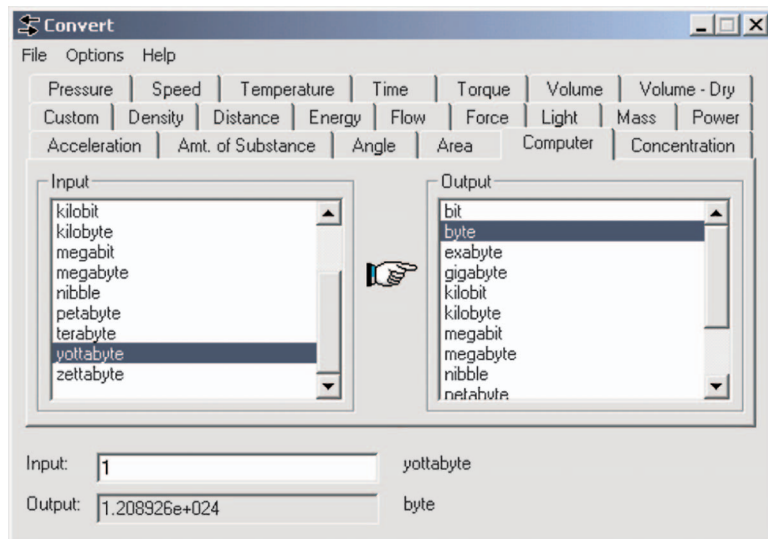 Convert
File Options Help
Pressure Speed Temperature Time Torque Volume Volume - Dry
Custom Density Distance Energy Flow Force Light Mass Power
Acceleration Amt. of Substance Angle Area Computer Concentration
Input
kilobit
kilobyte
megabit
megabyte
nibble
petabyte
terabyte
yottabyte
zettabyte
Output
bit
byte
exabyte
gigabyte
kilobit
kilobyte
megabit
megabyte
nibble
petabyte
Input: 1 yottabyte
Output: 1.208926e+024 byte